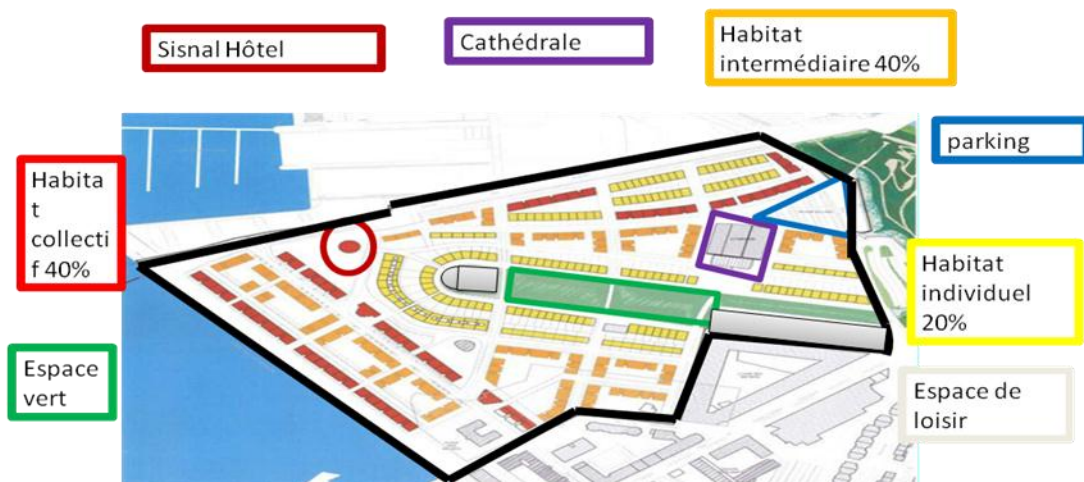 Sisnal Hôtel
Cathédrale
Habitat
intermédiaire 40%
parking
Habita
t
collecti
f 40%
Habitat
individuel
20%
Espace
vert
Espace de
loisir